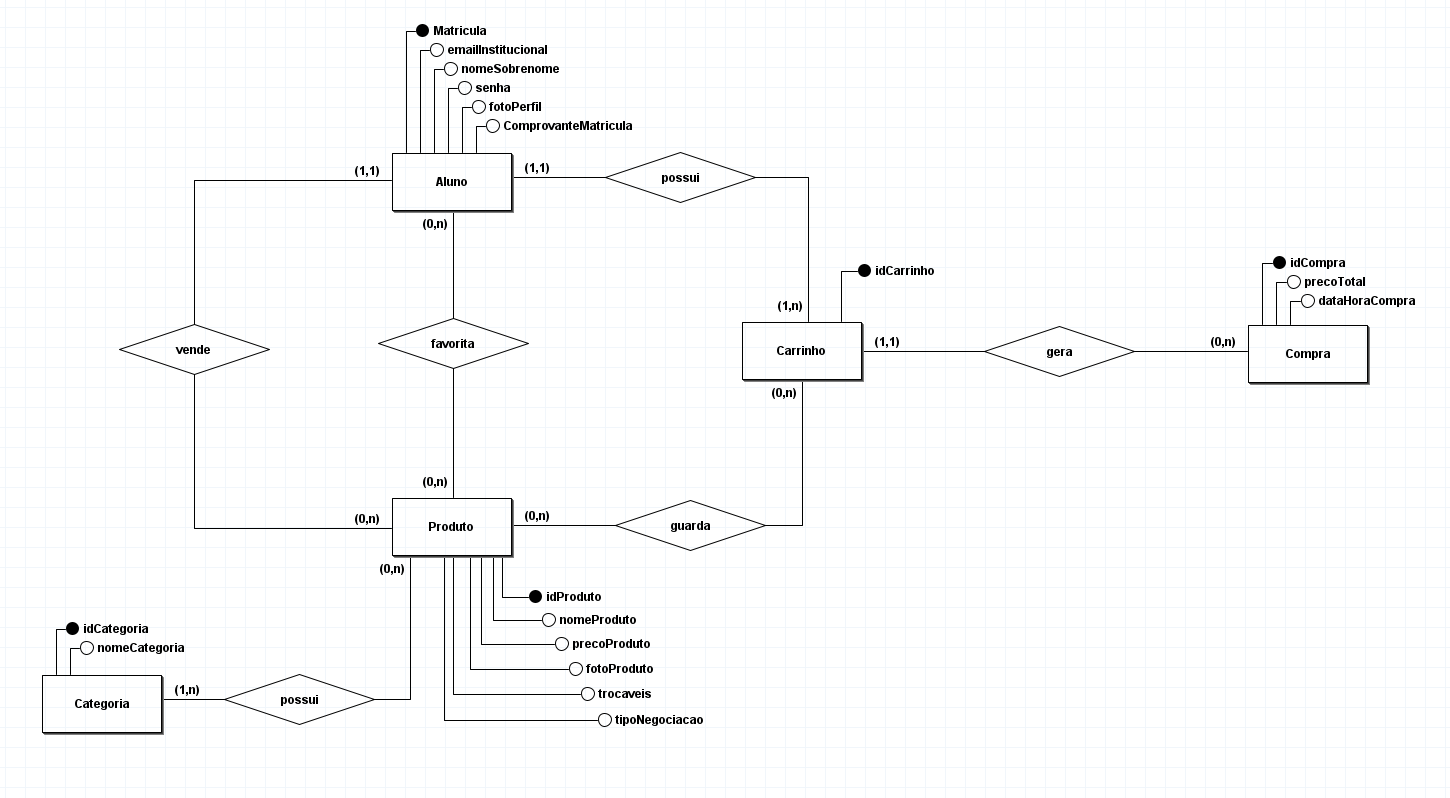 Matricula
emailInstitucional
nomeSobrenome
senha
fotoPerfil
ComprovanteMatricula
(1,1)
Aluno
(1,1)
possui
(0,n)
idCarrinho
idCompra
precoTotal
dataHoraCompra
(1,n)
vende
favorita
Carrinho
(1,1)
gera
(0,n)
Compra
(0,n)
(0,n)
(0,n)
Produto
(0,n)
guarda
(0,n)
idProduto
nomeProduto
precoProduto
fotoProduto
trocaveis
tipoNegociacao
idCategoria
nomeCategoria
Categoria
(1,n)
possui